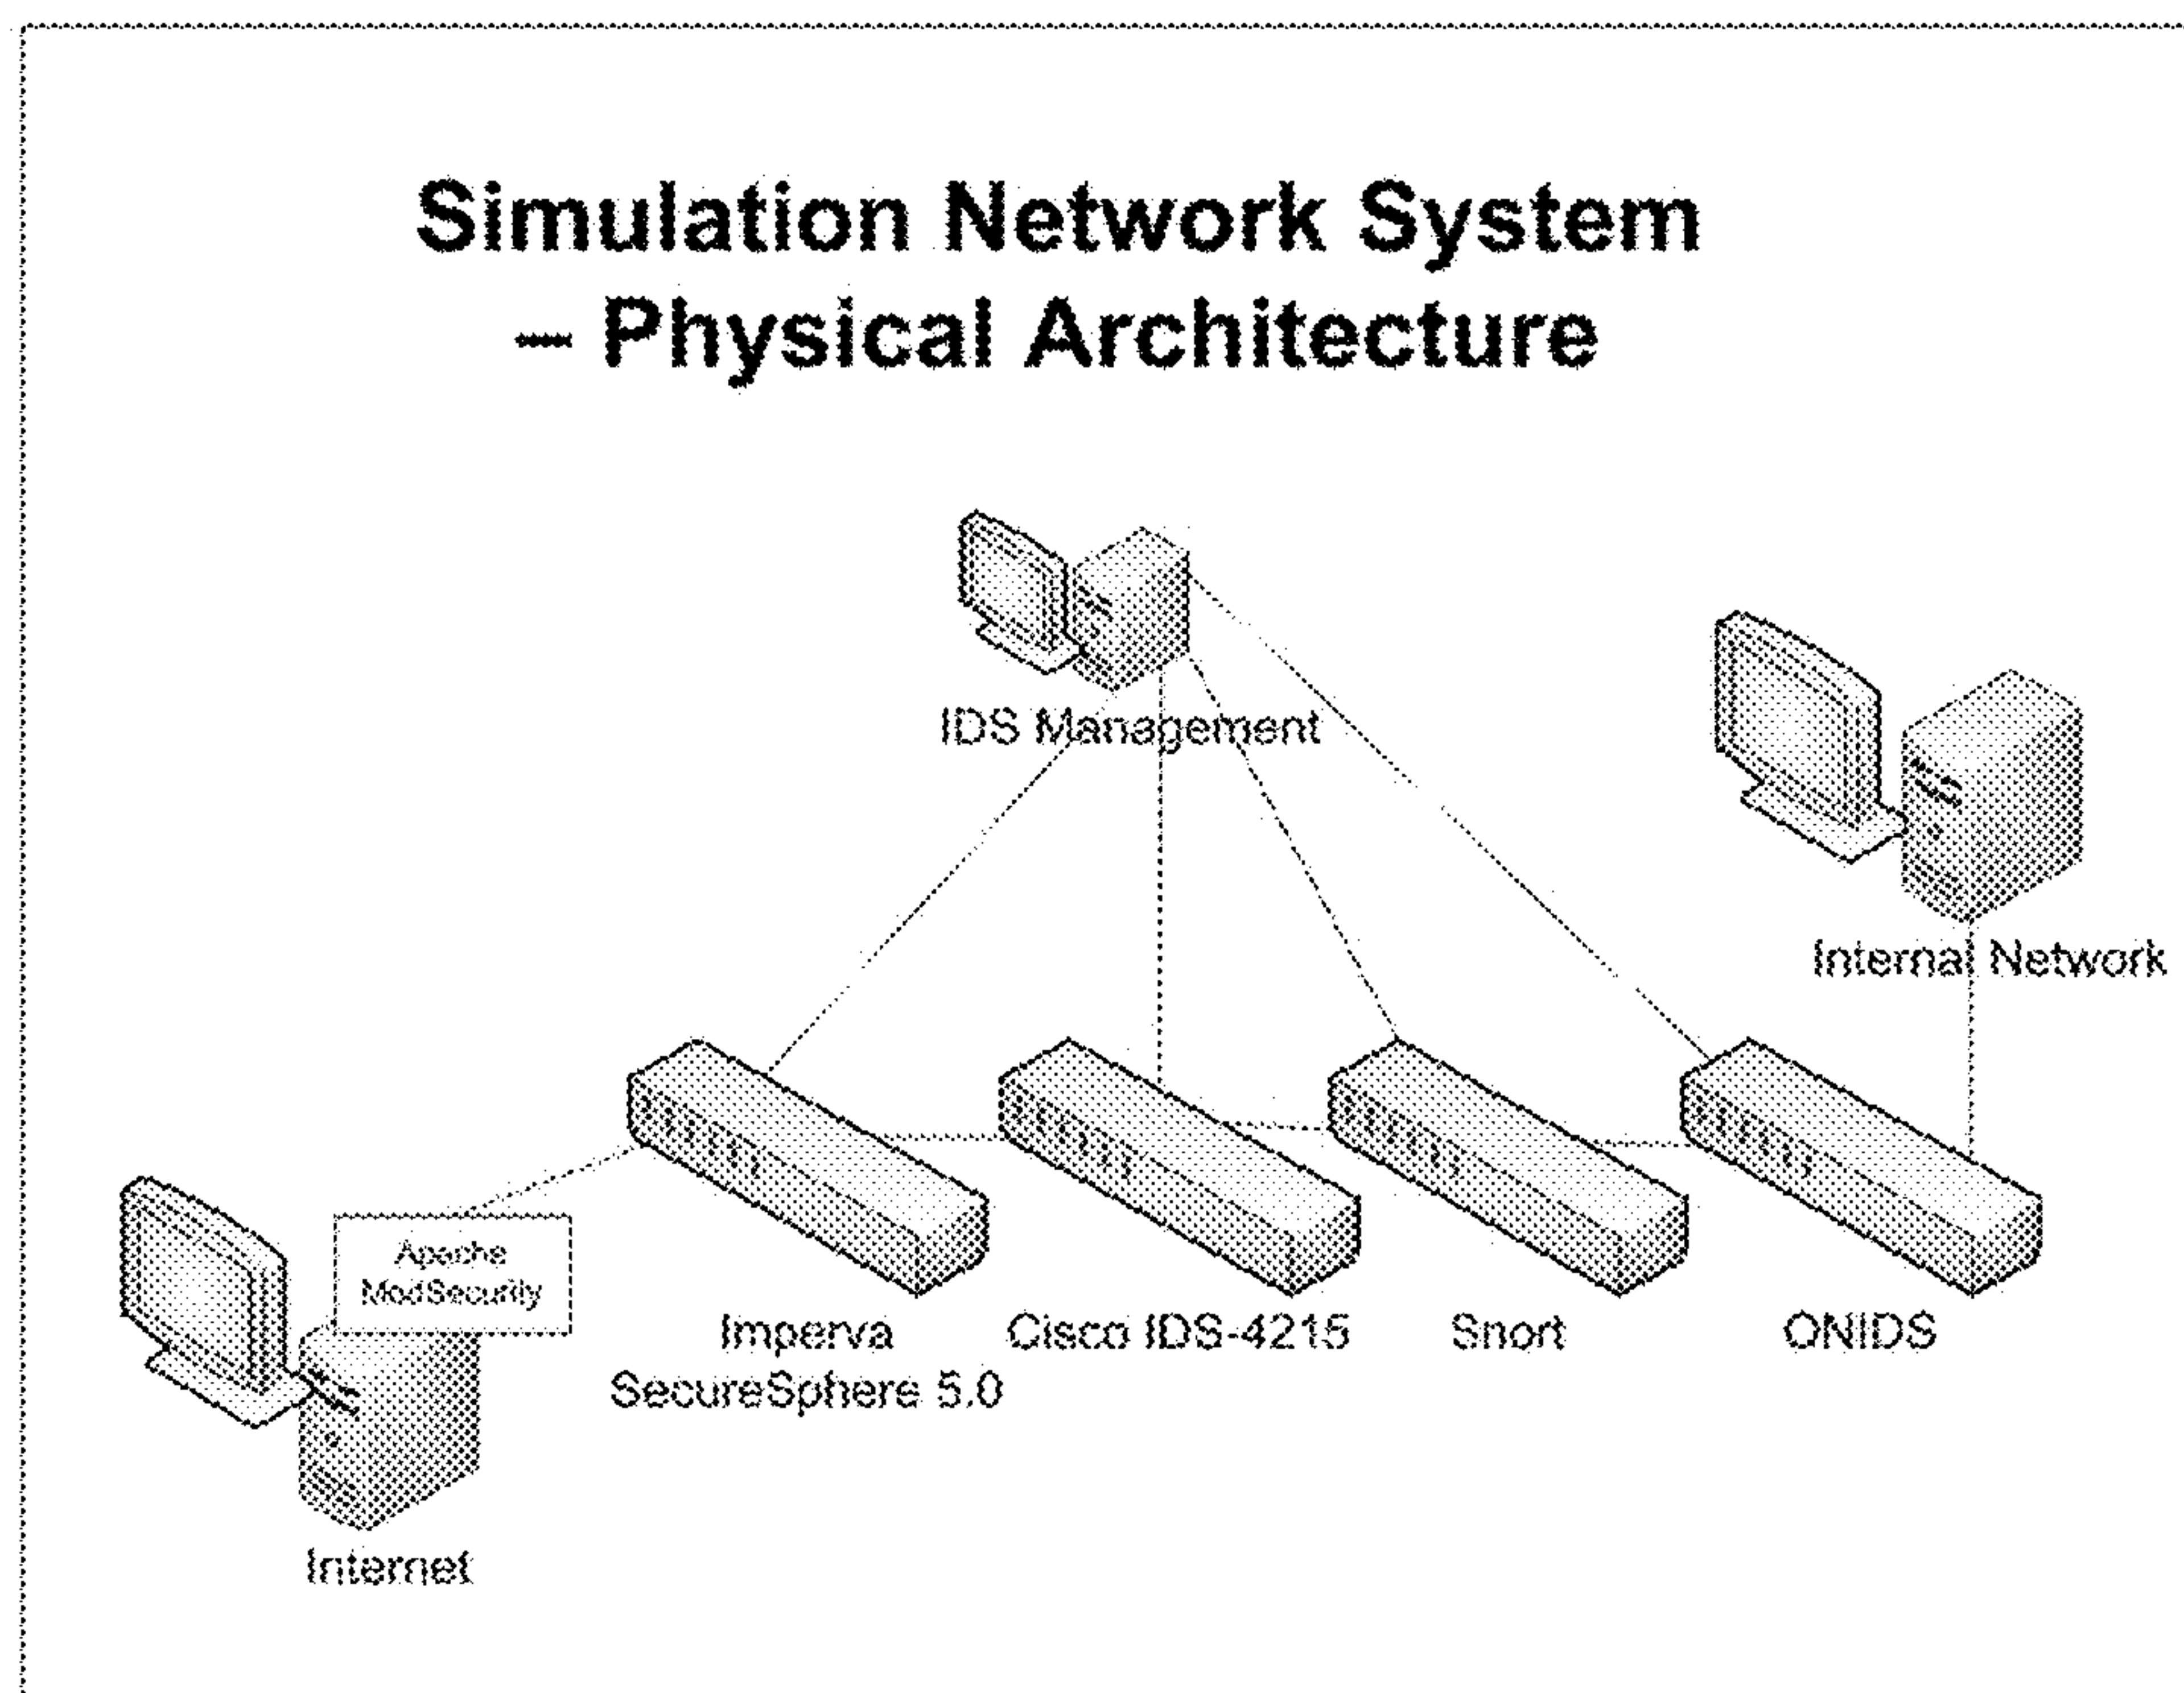 Simulation Network System
– Physical Architecture
IDS Management
Internal Network
Apache
ModSecurity
Imperva
SecureSphere 5.0
Cisco IDS-4215
Snort
QNIDS
Internet